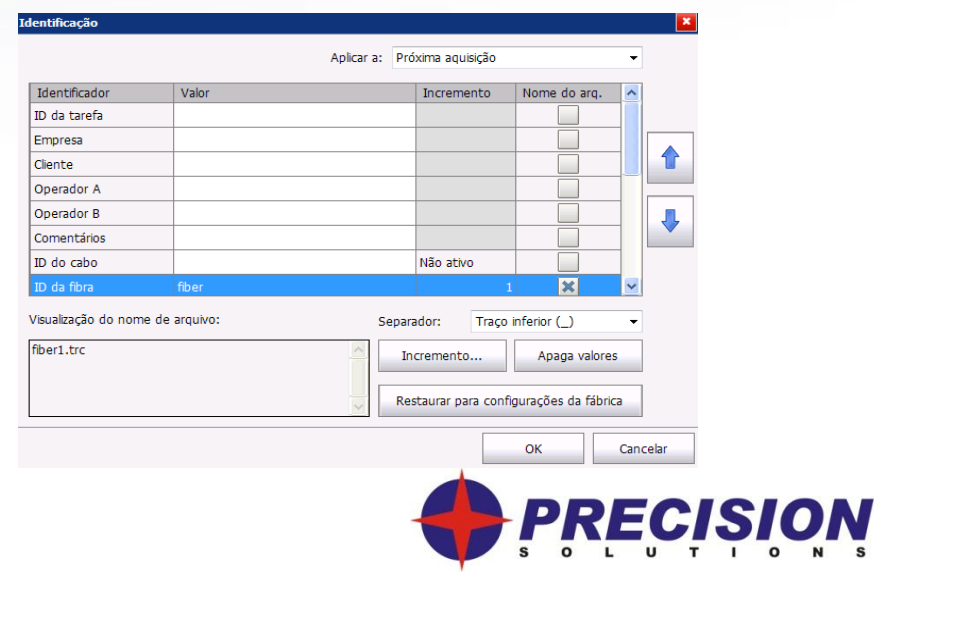 Identificação
Aplicar a: Próxima aquisição
Identificador Valor Incremento Nome do arq.
ID da tarefa
Empresa
Cliente
Operador A
Operador B
Comentários
ID do cabo Não ativo
ID da fibra fiber 1
Visualização do nome de arquivo: Separador: Traço inferior (_)
fiber1.trc
Incremento... Apaga valores
Restaurar para configurações da fábrica
OK Cancelar
PRECISION
SOLUTIONS